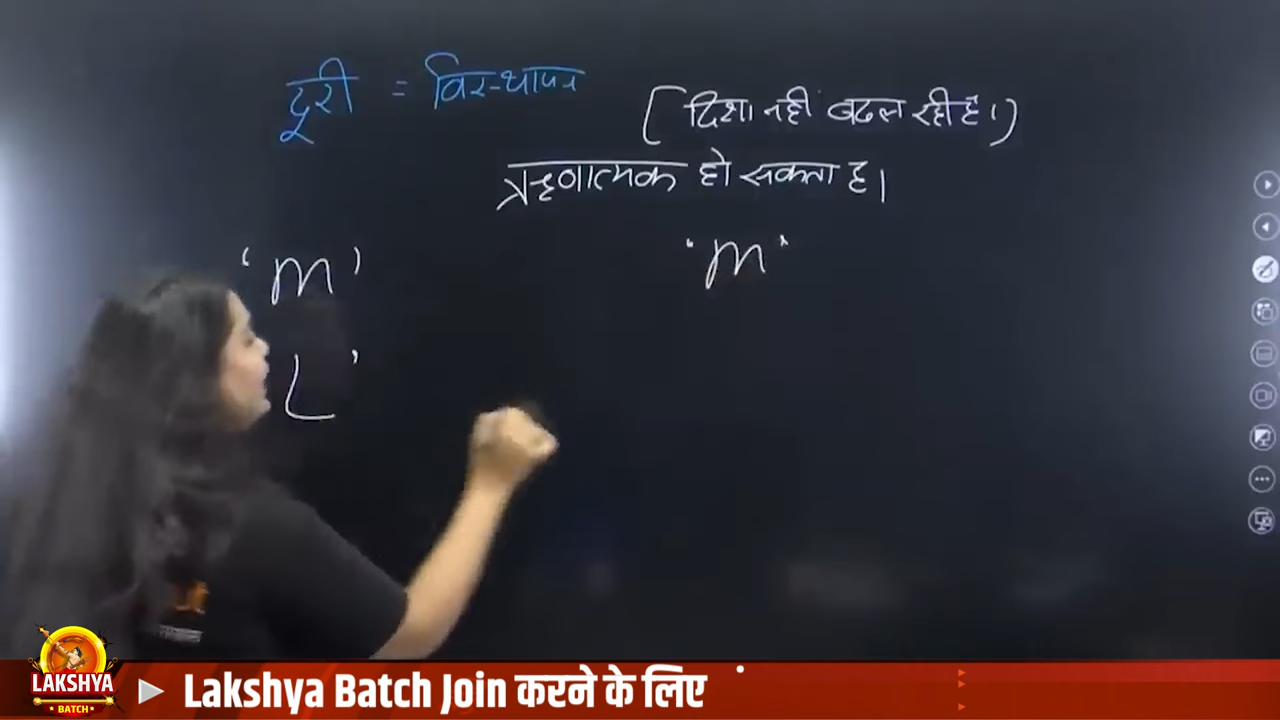 दूरी = विस्थापन
(दिशा नही बदल रही है।)
ऋणात्मक हो सकता है।
'm'
'm'
L'
LAKSHYA
BATCH
Lakshya Batch Join करने के लिए